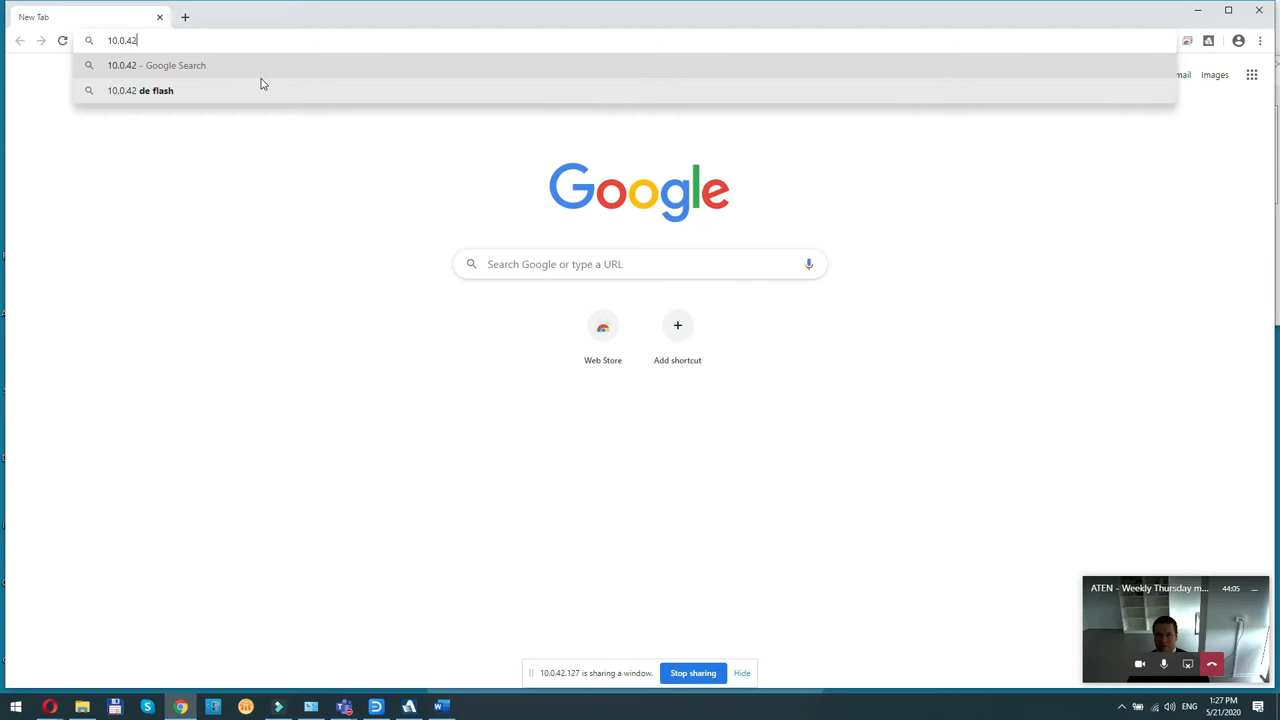 New Tab
10.0.42
10.0.42 - Google Search
10.0.42 de flash
mail
Images
Google
Search Google or type a URL
Web Store
Add shortcut
ATEN - Weekly Thursday m...
44:05
10.0.42.127 is sharing a window.
Stop sharing
Hide
ENG
1:27 PM
5/21/2020